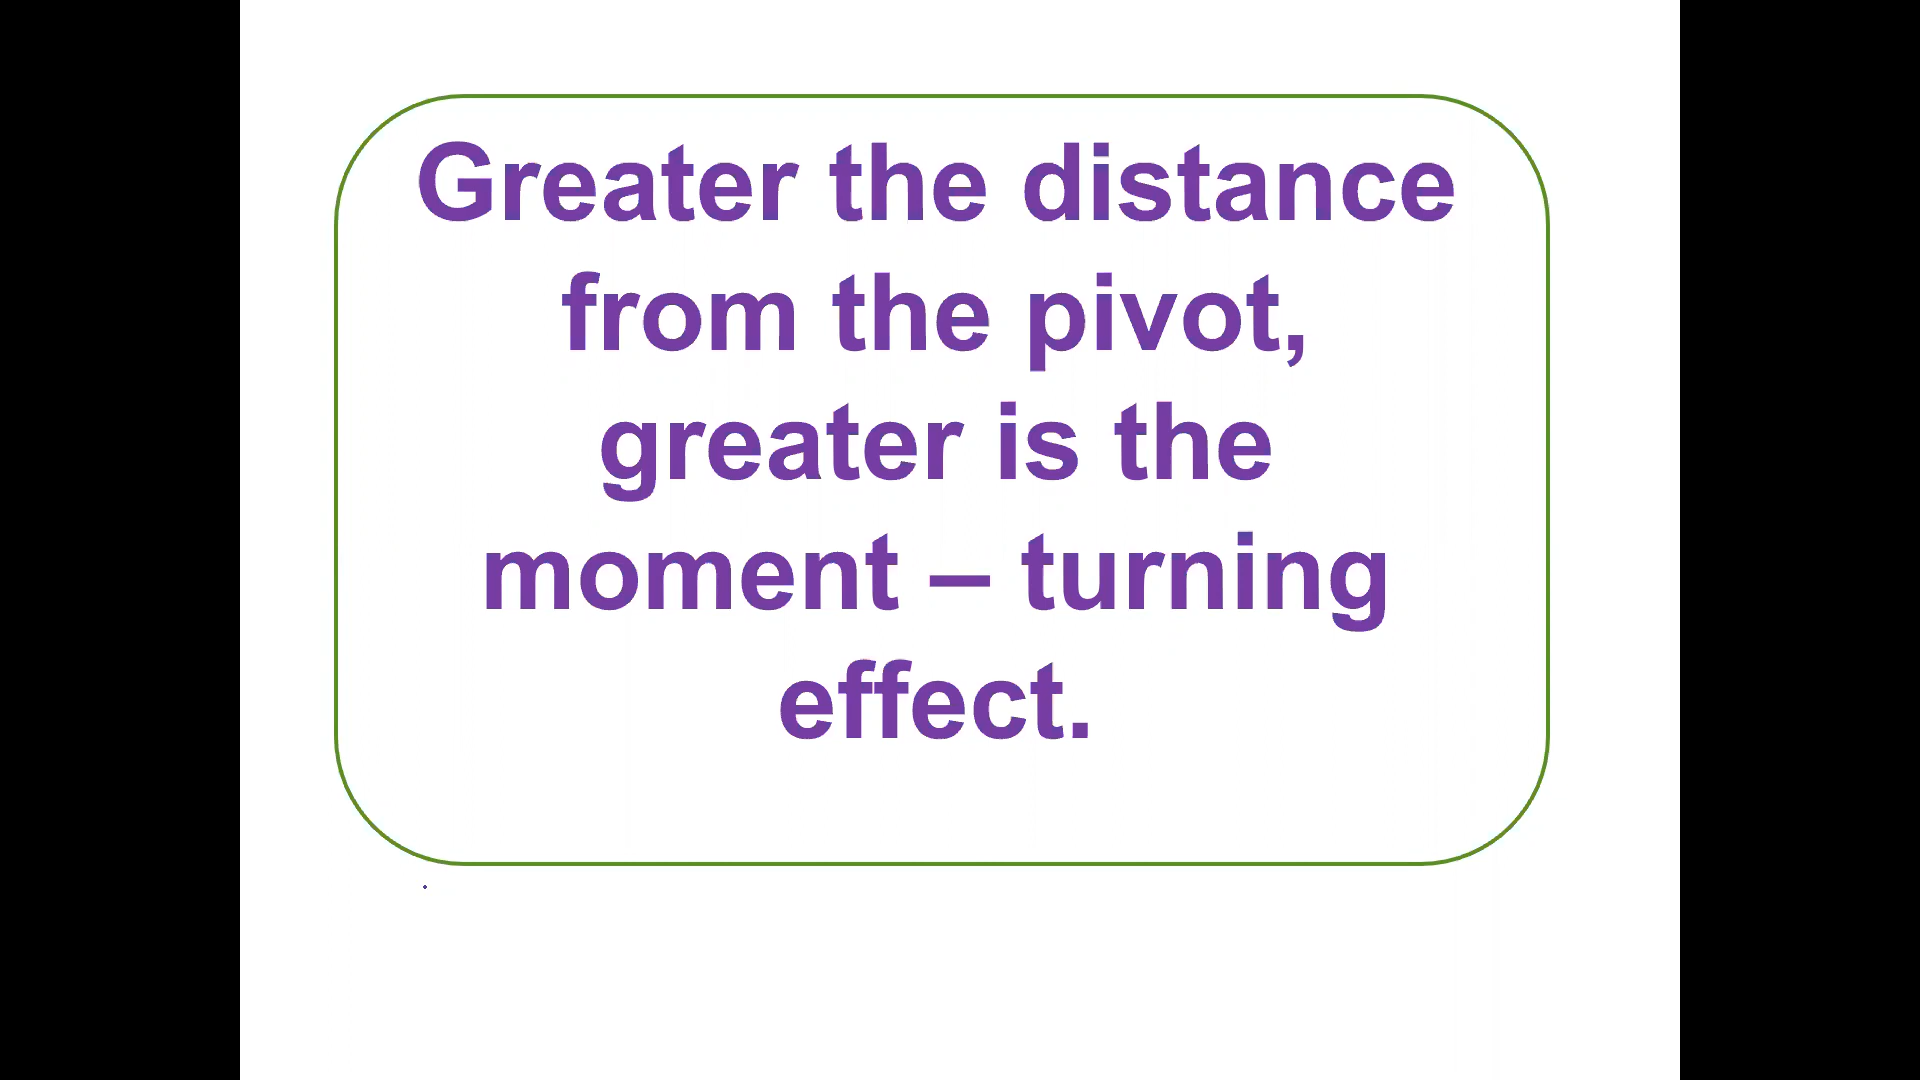 Greater the distance
from the pivot,
greater is the
moment – turning
effect.